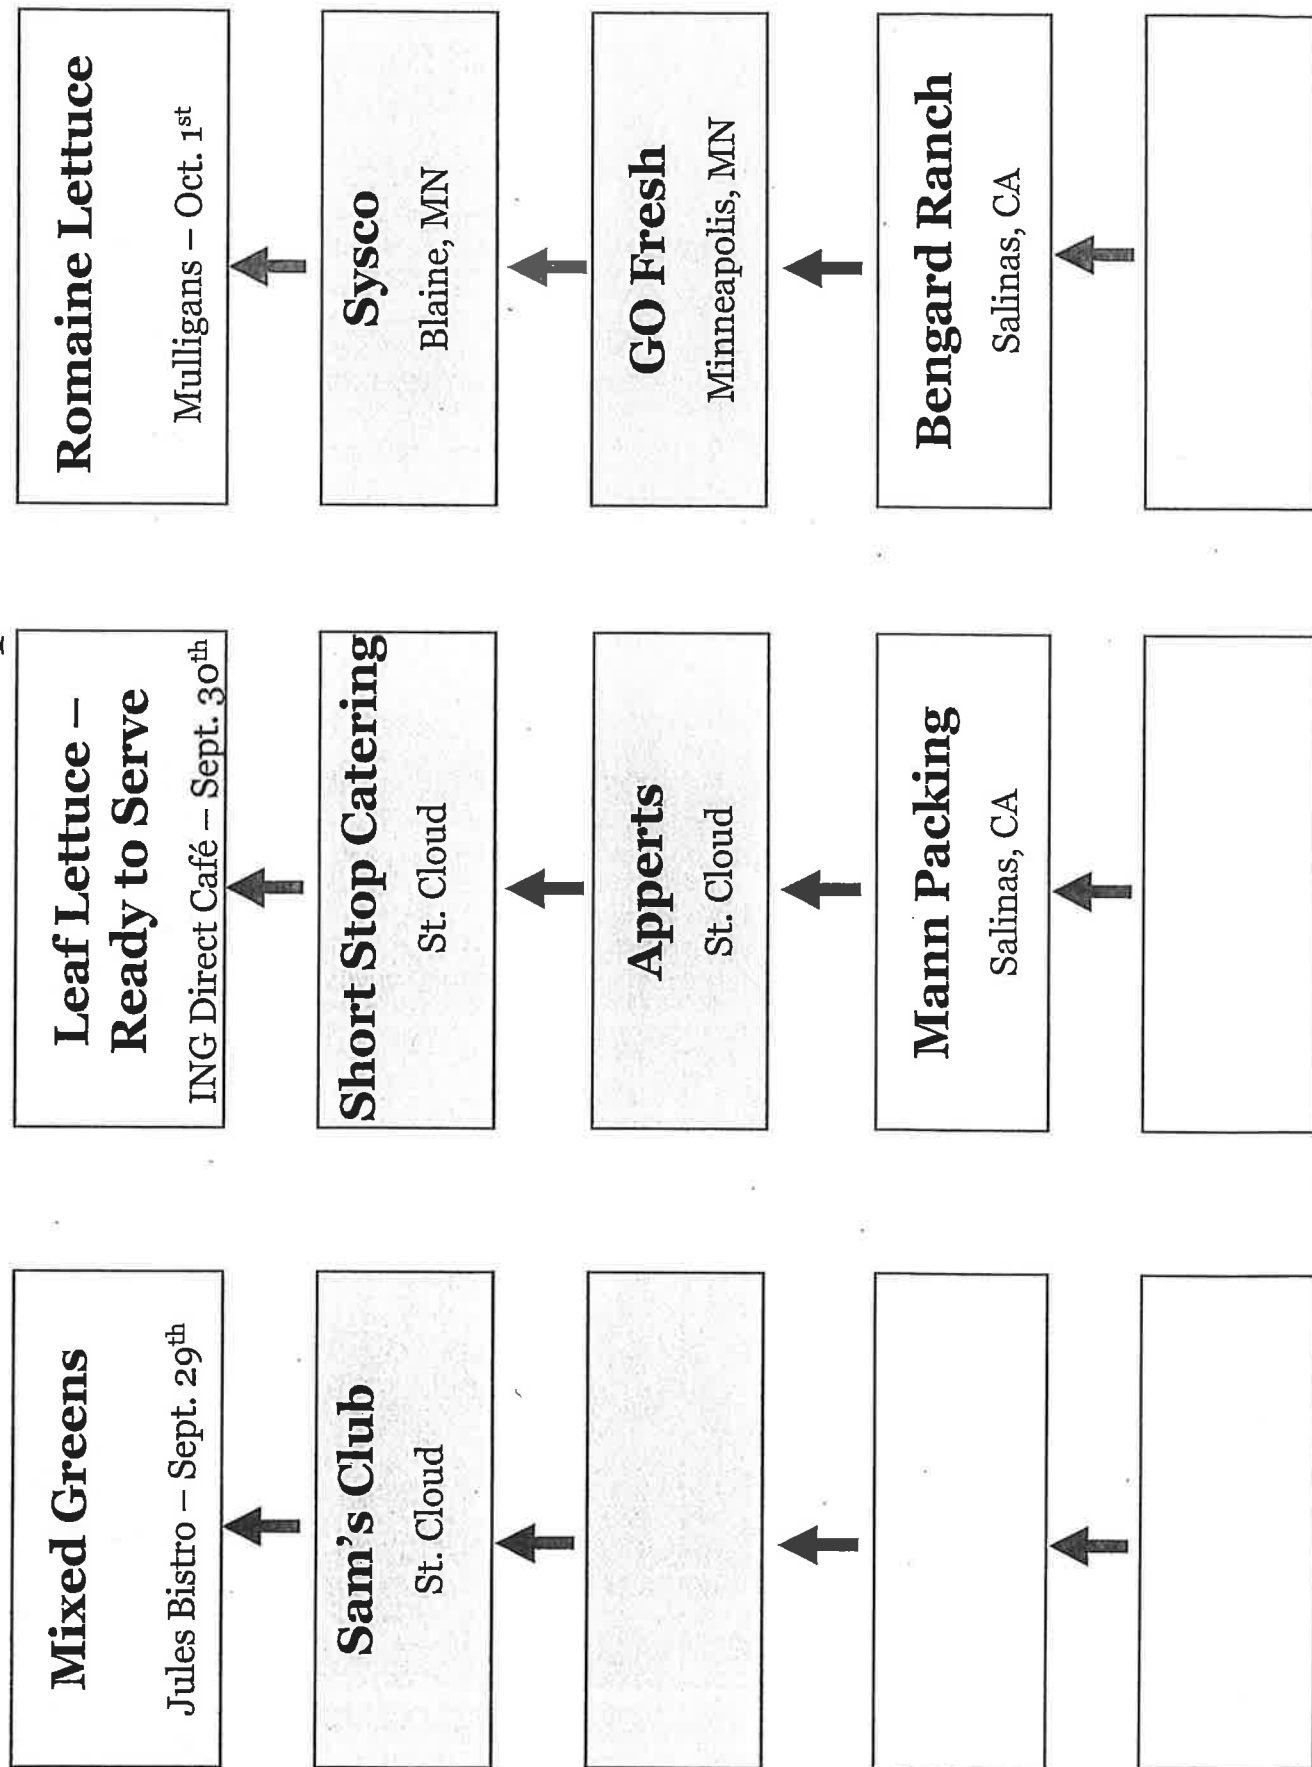 Mixed Greens
Jules Bistro – Sept. 29th
Sam's Club
St. Cloud
Leaf Lettuce –
Ready to Serve
ING Direct Café – Sept. 30th
Short Stop Catering
St. Cloud
Apperts
St. Cloud
Mann Packing
Salinas, CA
Romaine Lettuce
Mulligans – Oct. 1st
Sysco
Blaine, MN
GO Fresh
Minneapolis, MN
Bengard Ranch
Salinas, CA